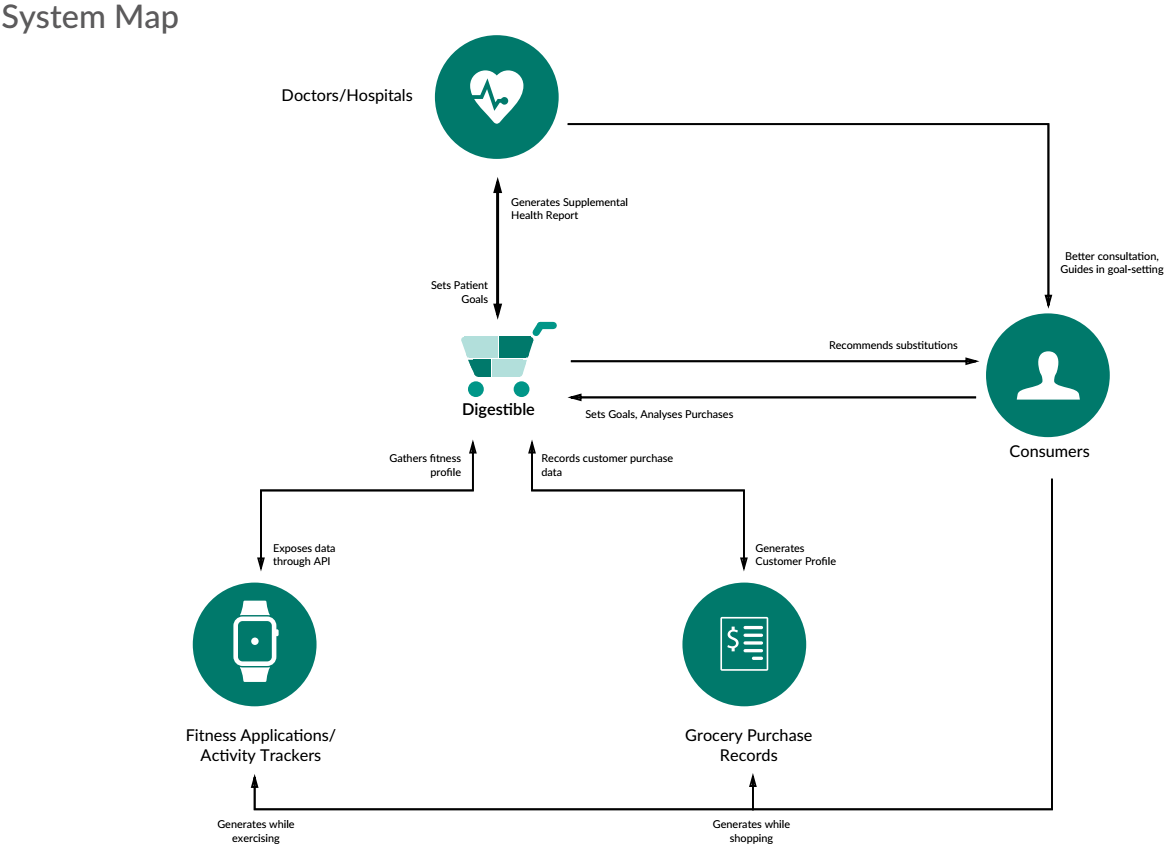 System Map
Doctors/Hospitals
Generates Supplemental
Health Report
Better consultation,
Guides in goal-setting
Sets Patient
Goals
Recommends substitutions
Digestible
Sets Goals, Analyses Purchases
Consumers
Gathers fitness
profile
Records customer purchase
data
Exposes data
through API
Generates
Customer Profile
$
Fitness Applications/
Activity Trackers
Grocery Purchase
Records
Generates while
exercising
Generates while
shopping